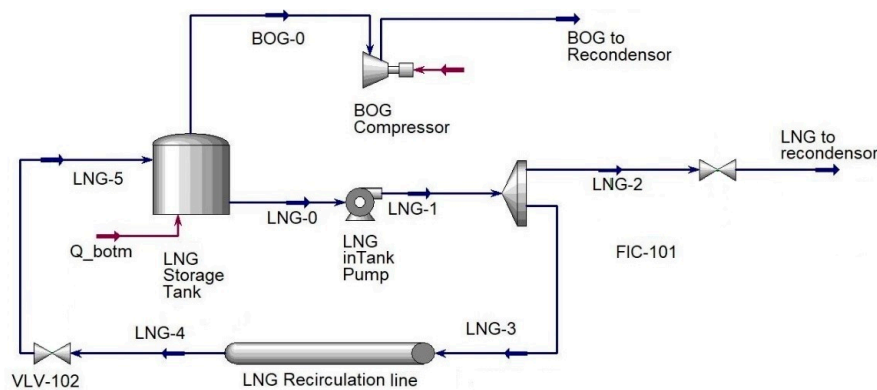 BOG-0
BOG to
Recondensor
BOG
Compressor
LNG to
recondensor
LNG-5
LNG-2
LNG-0
LNG-1
Q_botm
LNG
Storage
Tank
LNG
inTank
Pump
FIC-101
LNG-4
LNG-3
VLV-102
LNG Recirculation line